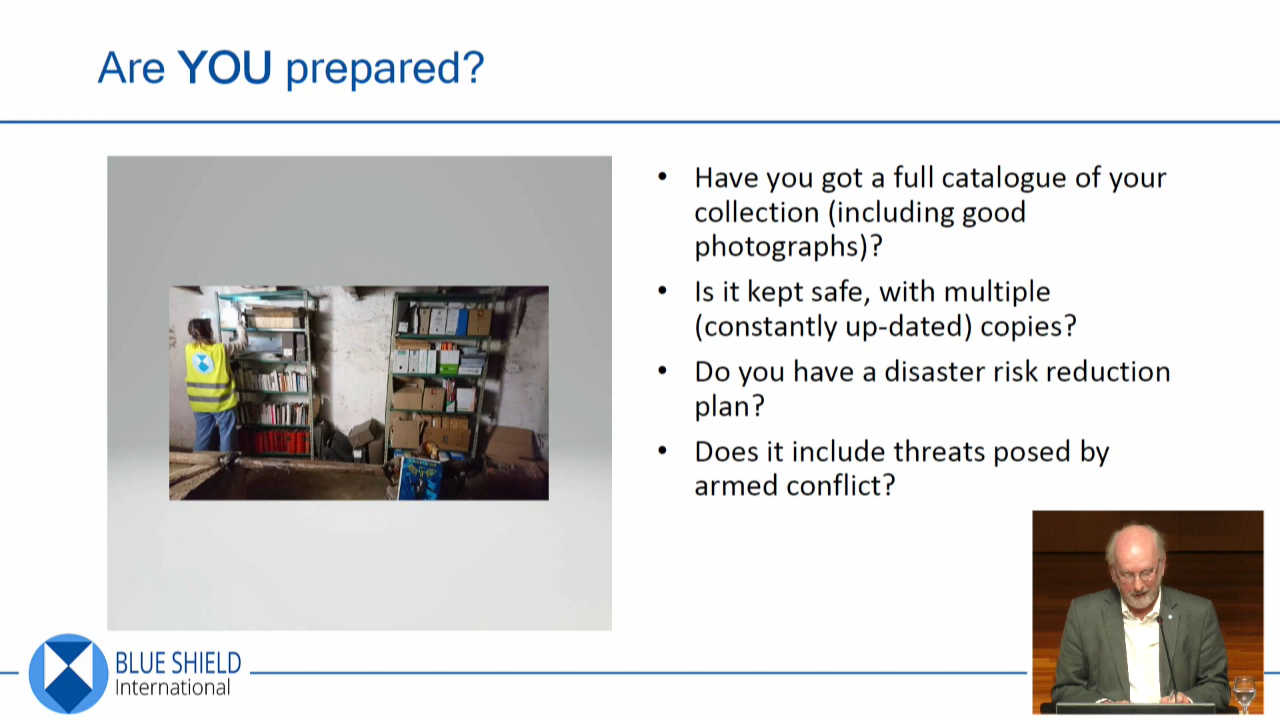 Are YOU prepared?
• Have you got a full catalogue of your
collection (including good
photographs)?
• Is it kept safe, with multiple
(constantly up-dated) copies?
• Do you have a disaster risk reduction
plan?
• Does it include threats posed by
armed conflict?
BLUE SHIELD
International